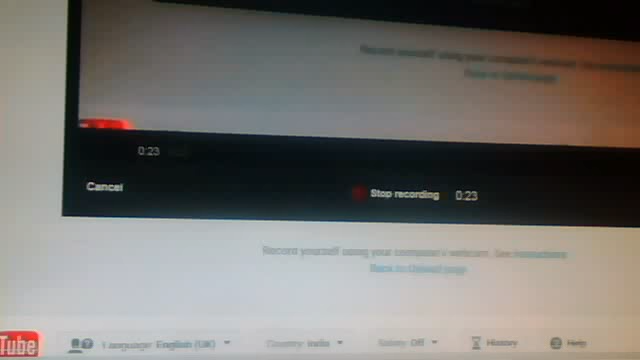 0:23
Cancel
Stop recording 0:23
Record yourself using your computer's webcam. See instructions
Back to Upload page
Tube
Language: English (UK)
Country: India
Safety: Off
History
Help